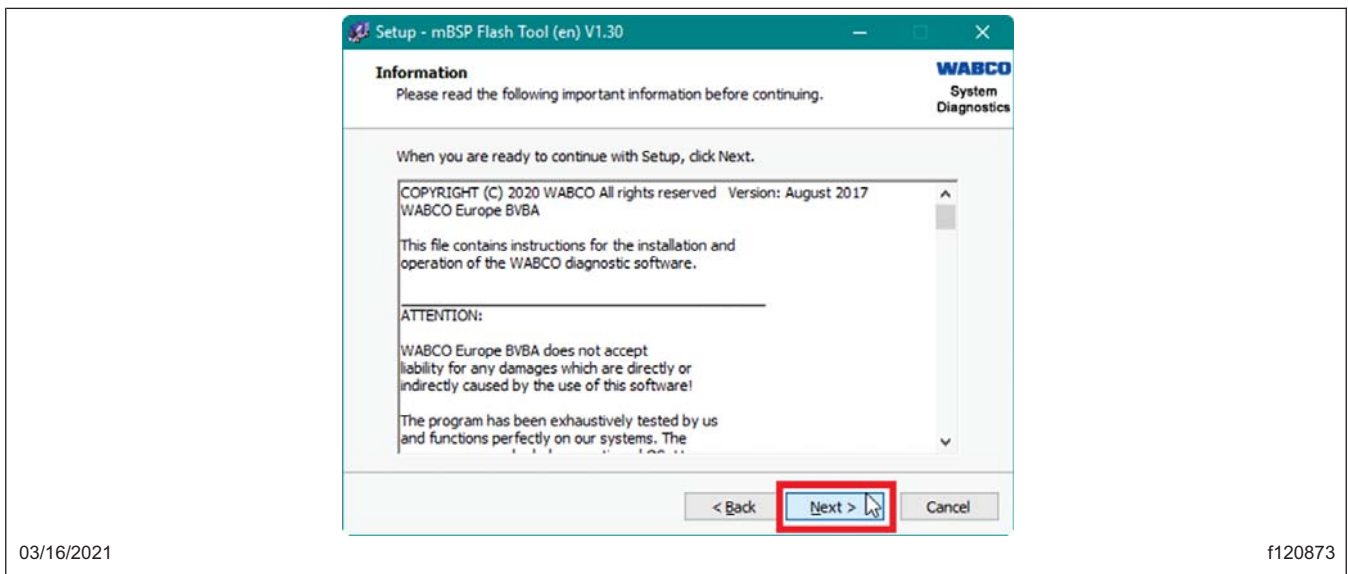 Setup - mBSP Flash Tool (en) V1.30
Information
Please read the following important information before continuing.
WABCO
System
Diagnostics
When you are ready to continue with Setup, click Next.
COPYRIGHT (C) 2020 WABCO All rights reserved Version: August 2017
WABCO Europe BVBA
This file contains instructions for the installation and
operation of the WABCO diagnostic software.
ATTENTION:
WABCO Europe BVBA does not accept
liability for any damages which are directly or
indirectly caused by the use of this software!
The program has been exhaustively tested by us
and functions perfectly on our systems. The
< Back
Next >
Cancel
03/16/2021
f120873